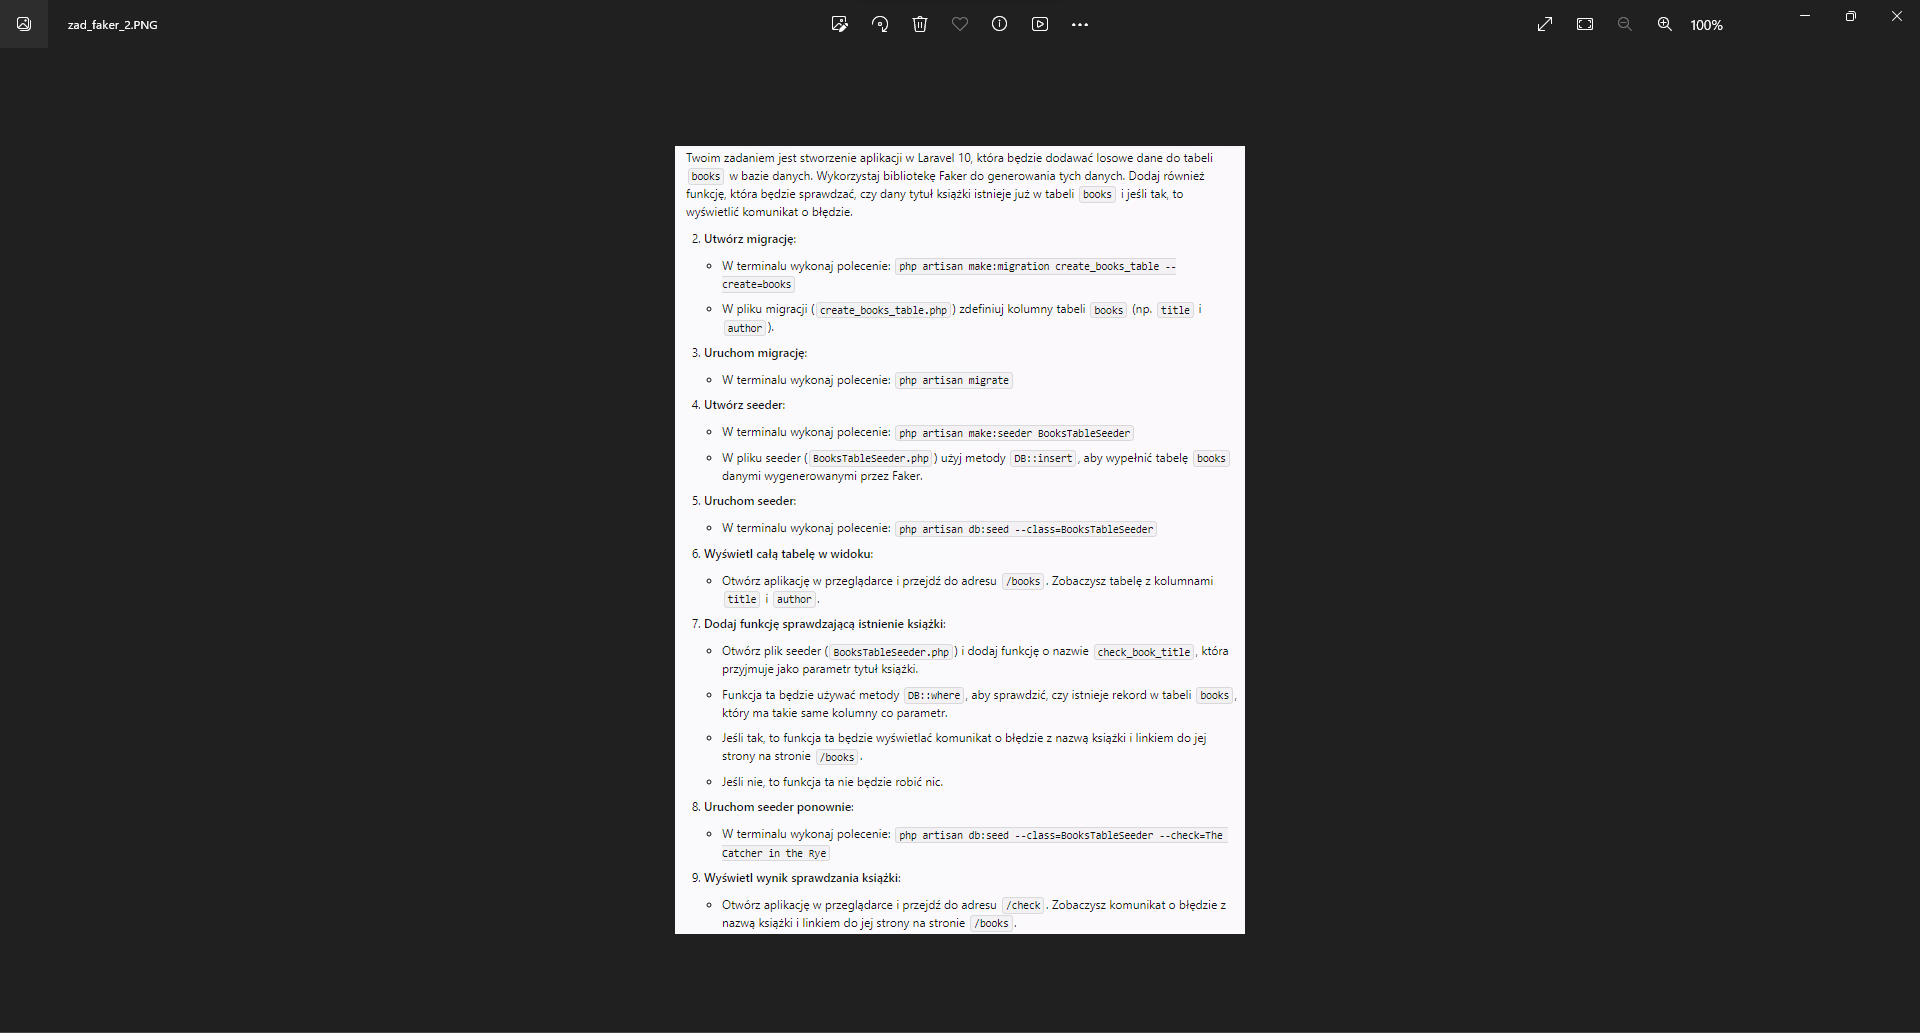 zad_faker_2.PNG
100%
Twoim zadaniem jest stworzenie aplikacji w Laravel 10, która będzie dodawać losowe dane do tabeli
books w bazie danych. Wykorzystaj bibliotekę Faker do generowania tych danych. Dodaj również
funkcję, która będzie sprawdzać, czy dany tytuł książki istnieje już w tabeli books i jeśli tak, to
wyświetlić komunikat o błędzie.
2. Utwórz migrację:
W terminalu wykonaj polecenie: php artisan make:migration create_books_table --
create=books
W pliku migracji ( create_books_table.php ) zdefiniuj kolumny tabeli books (np. title i
author ).
3. Uruchom migrację:
W terminalu wykonaj polecenie: php artisan migrate
4. Utwórz seeder:
W terminalu wykonaj polecenie: php artisan make:seeder BooksTableSeeder
W pliku seeder ( BooksTableSeeder.php ) użyj metody DB::insert , aby wypełnić tabelę books
danymi wygenerowanymi przez Faker.
5. Uruchom seeder:
W terminalu wykonaj polecenie: php artisan db:seed --class=BooksTableSeeder
6. Wyświetl całą tabelę w widoku:
Otwórz aplikację w przeglądarce i przejdź do adresu /books . Zobaczysz tabelę z kolumnami
title i author .
7. Dodaj funkcję sprawdzającą istnienie książki:
Otwórz plik seeder ( BooksTableSeeder.php ) i dodaj funkcję o nazwie check_book_title , która
przyjmuje jako parametr tytuł książki.
Funkcja ta będzie używać metody DB::where , aby sprawdzić, czy istnieje rekord w tabeli books ,
który ma takie same kolumny co parametr.
Jeśli tak, to funkcja ta będzie wyświetlać komunikat o błędzie z nazwą książki i linkiem do jej
strony na stronie /books .
Jeśli nie, to funkcja ta nie będzie robić nic.
8. Uruchom seeder ponownie:
W terminalu wykonaj polecenie: php artisan db:seed --class=BooksTableSeeder --check=The
Catcher in the Rye
9. Wyświetl wynik sprawdzania książki:
Otwórz aplikację w przeglądarce i przejdź do adresu /check . Zobaczysz komunikat o błędzie z
nazwą książki i linkiem do jej strony na stronie /books .